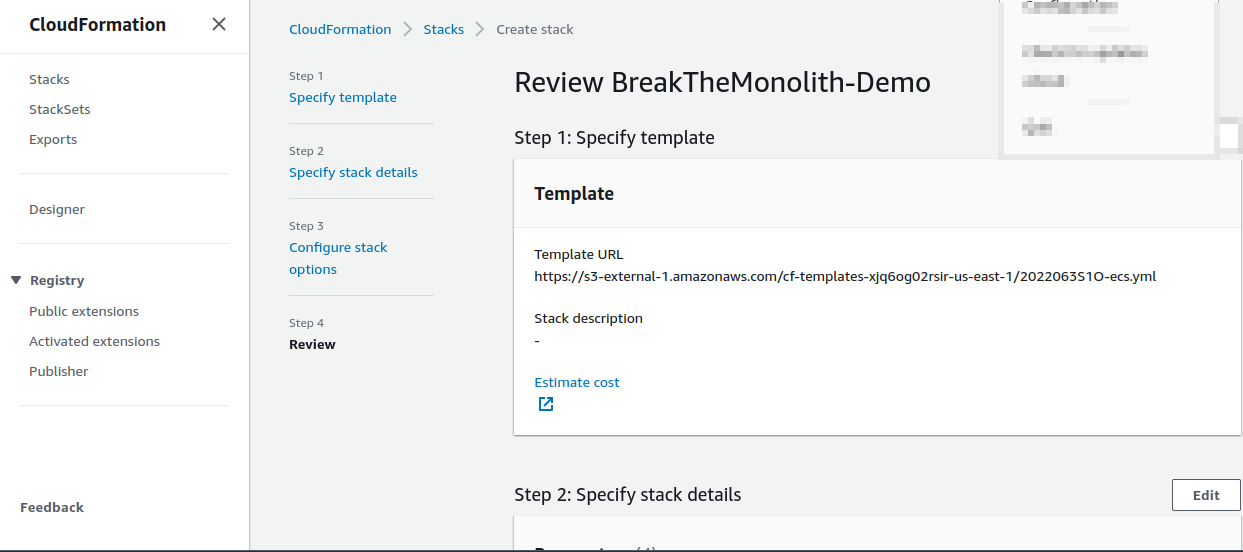 CloudFormation
Stacks
StackSets
Exports
Designer
Registry
Public extensions
Activated extensions
Publisher
Feedback
CloudFormation
Stacks
Create stack
Step 1
Specify template
Step 2
Specify stack details
Step 3
Configure stack
options
Step 4
Review
Review BreakTheMonolith-Demo
Step 1: Specify template
Template
Template URL
https://s3-external-1.amazonaws.com/cf-templates-xjq6og02rsir-us-east-1/2022063S1O-ecs.yml
Stack description
-
Estimate cost
Step 2: Specify stack details
Edit